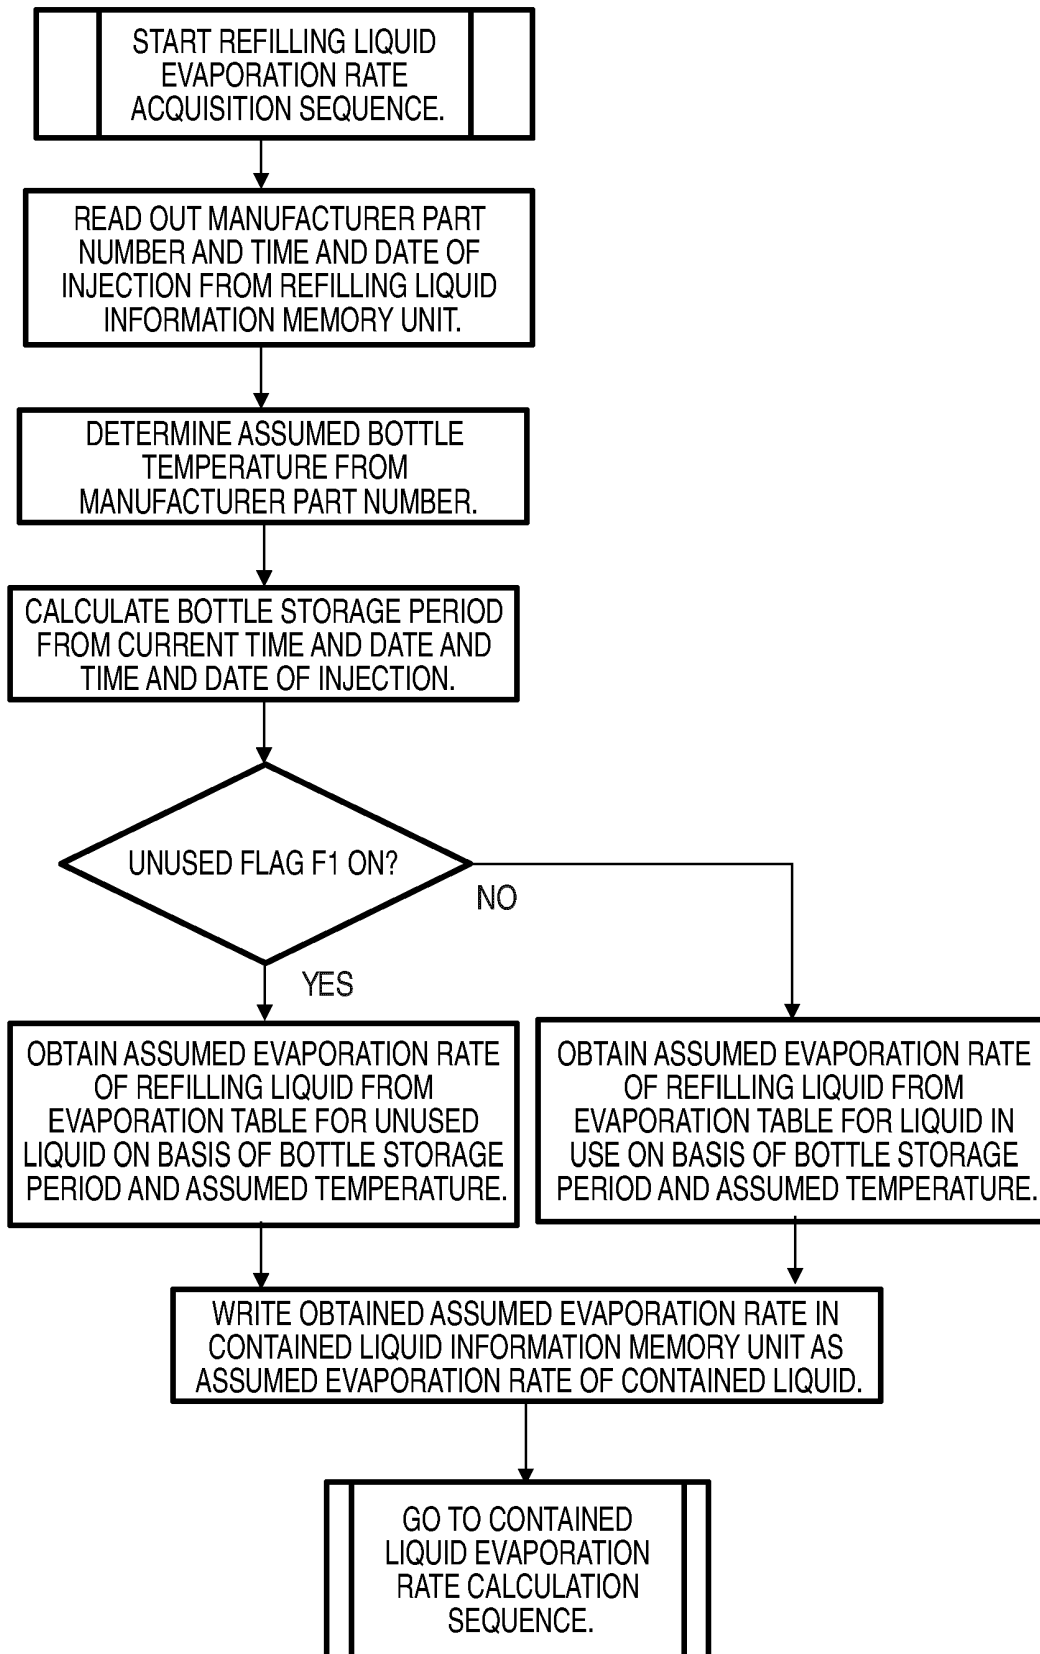 START REFILLING LIQUID
EVAPORATION RATE
ACQUISITION SEQUENCE.
READ OUT MANUFACTURER PART
NUMBER AND TIME AND DATE OF
INJECTION FROM REFILLING LIQUID
INFORMATION MEMORY UNIT.
DETERMINE ASSUMED BOTTLE
TEMPERATURE FROM
MANUFACTURER PART NUMBER.
CALCULATE BOTTLE STORAGE PERIOD
FROM CURRENT TIME AND DATE AND
TIME AND DATE OF INJECTION.
UNUSED FLAG F1 ON?
NO
YES
OBTAIN ASSUMED EVAPORATION RATE
OF REFILLING LIQUID FROM
EVAPORATION TABLE FOR UNUSED
LIQUID ON BASIS OF BOTTLE STORAGE
PERIOD AND ASSUMED TEMPERATURE.
OBTAIN ASSUMED EVAPORATION RATE
OF REFILLING LIQUID FROM
EVAPORATION TABLE FOR LIQUID IN
USE ON BASIS OF BOTTLE STORAGE
PERIOD AND ASSUMED TEMPERATURE.
WRITE OBTAINED ASSUMED EVAPORATION RATE IN
CONTAINED LIQUID INFORMATION MEMORY UNIT AS
ASSUMED EVAPORATION RATE OF CONTAINED LIQUID.
GO TO CONTAINED
LIQUID EVAPORATION
RATE CALCULATION
SEQUENCE.